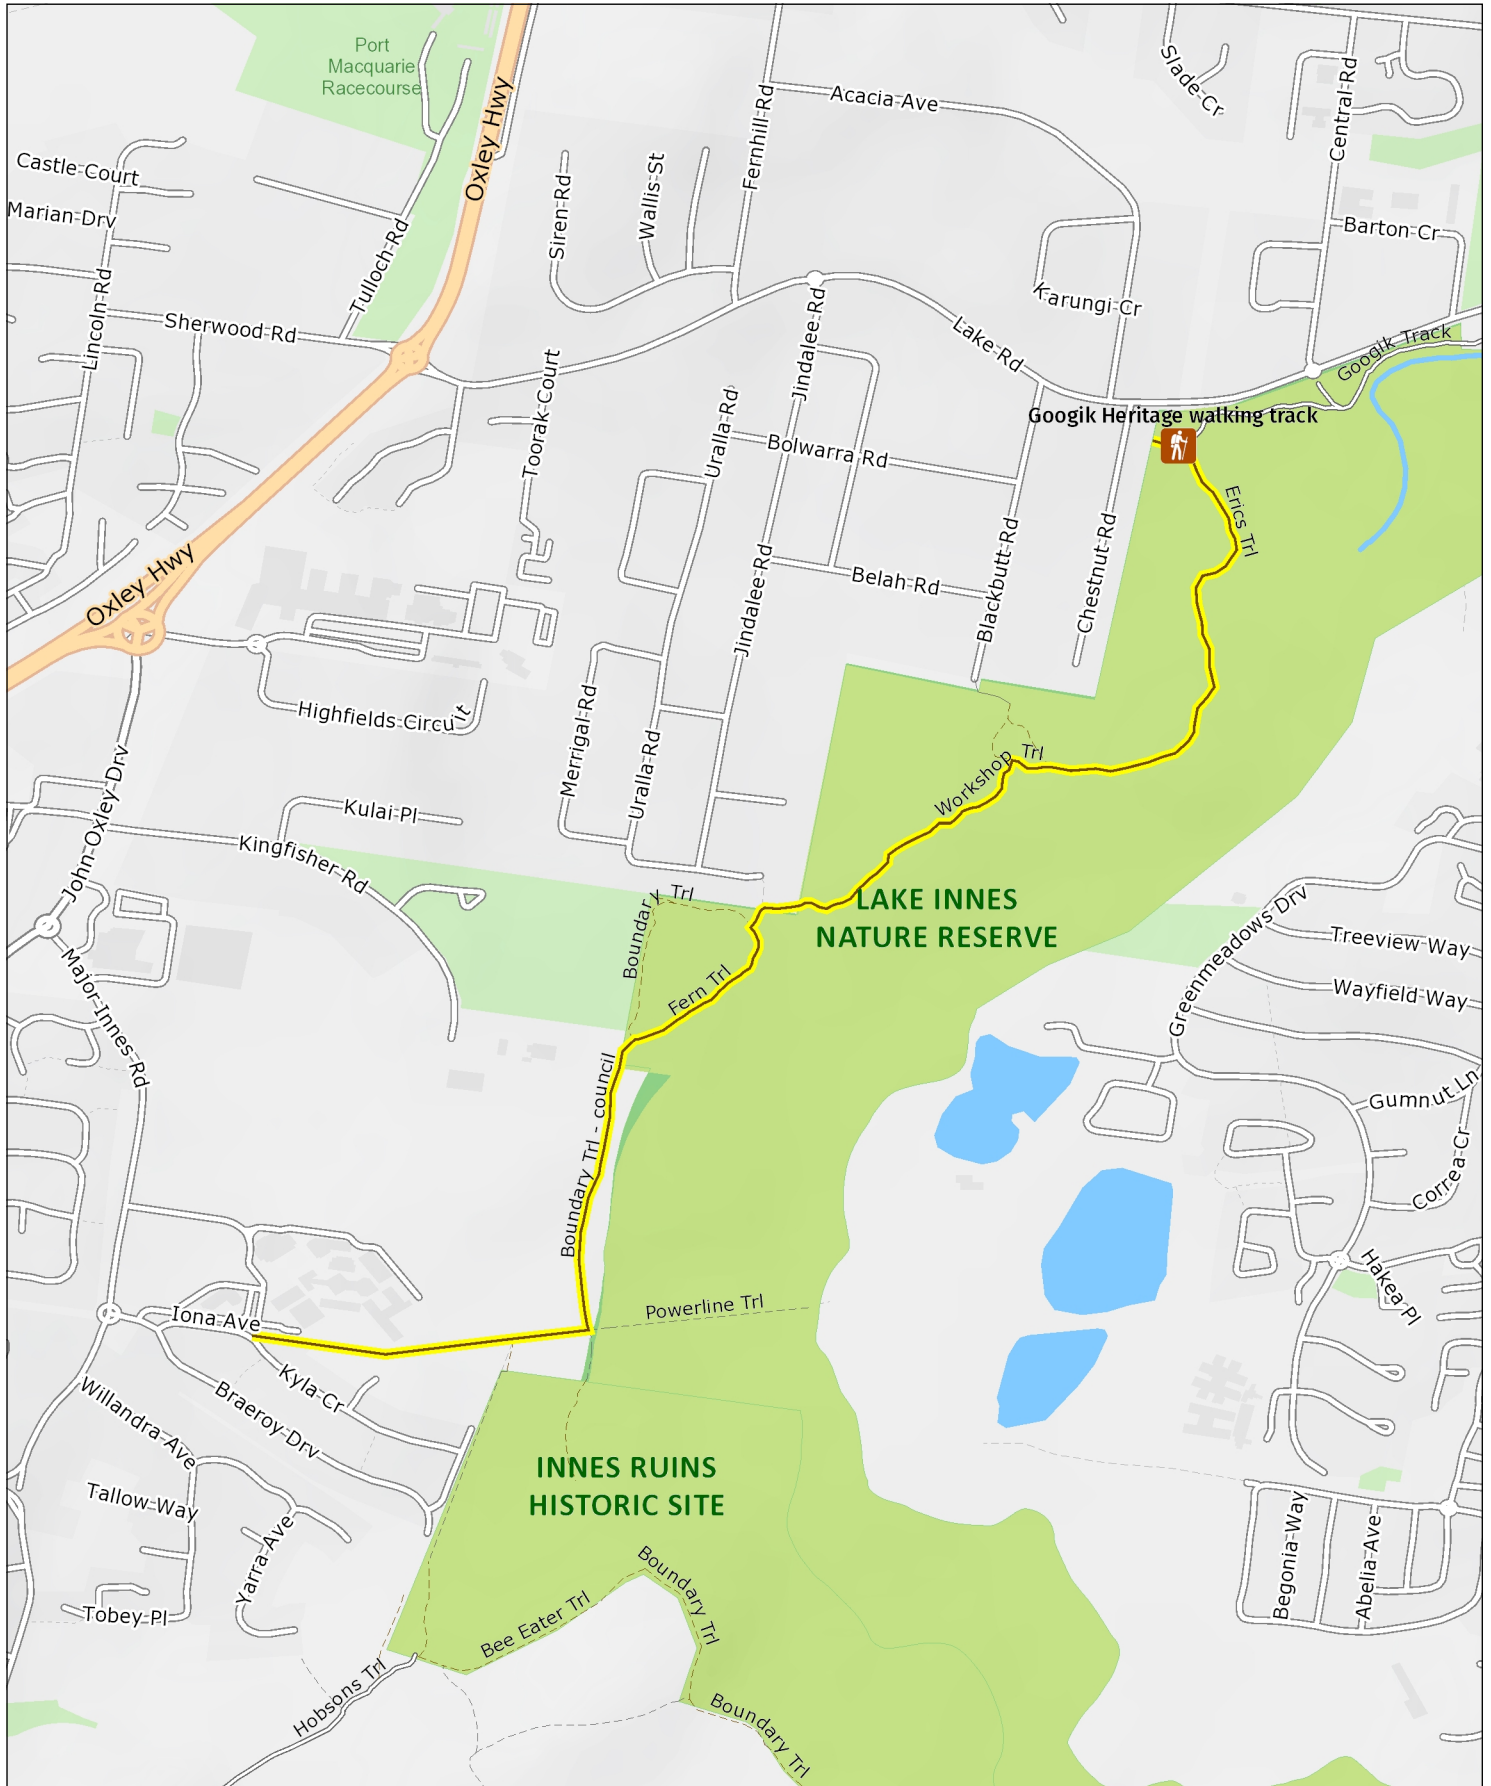 Port
Macquarie
Racecourse
Oxley Hwy
Acacia Ave
Slade Cr
Central Rd
Castle Court
Marian Drv
Fernhill Rd
Wallis St
Siren Rd
Barton Cr
Tulloch Rd
Lincoln Rd
Sherwood Rd
Karungi Cr
Jindalee Rd
Lake Rd
Googik Track
Toorak Court
Uralla Rd
Googik Heritage walking track
Bolwarra Rd
Erics Trl
Oxley Hwy
Blackbutt Rd
Chestnut Rd
Belah Rd
Jindalee Rd
Highfields Circuit
Merrigal Rd
Uralla Rd
Workshop Trl
John Oxley Drv
Kulai Pl
Kingfisher Rd
Boundary Trl
LAKE INNES
NATURE RESERVE
Greenmeadows Drv
Treeview Way
Wayfield Way
Major Innes Rd
Fern Trl
Boundary Trl - council
Gumnut Ln
Correa Cr
Hakea Pl
Powerline Trl
Iona Ave
Kyla Cr
Braeroy Drv
Willandra Ave
INNES RUINS
HISTORIC SITE
Tallow Way
Yarra Ave
Tobey Pl
Begonia Way
Abelia Ave
Boundary Trl
Bee Eater Trl
Hobsons Trl
Boundary Trl